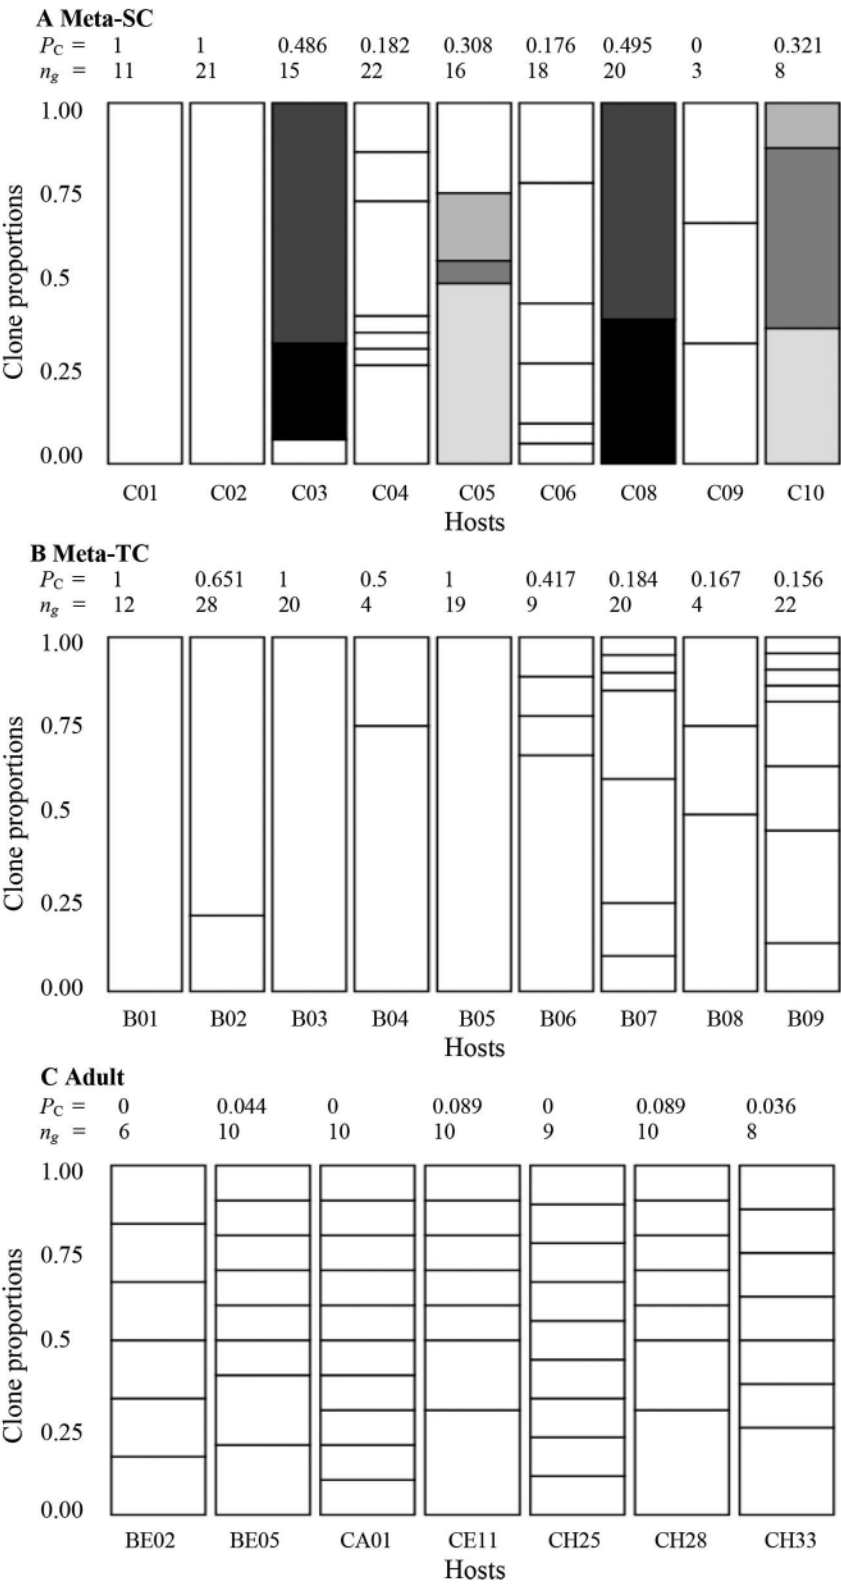 A Meta-SC
PC = 1 1 0.486 0.182 0.308 0.176 0.495 0 0.321
ng = 11 21 15 22 16 18 20 3 8
1.00
0.75
0.5
0.25
0.00
Clone proportions
C01 C02 C03 C04 C05 C06 C08 C09 C10
Hosts
B Meta-TC
PC = 1 0.651 1 0.5 1 0.417 0.184 0.167 0.156
ng = 12 28 20 4 19 9 20 4 22
1.00
0.75
0.5
0.25
0.00
Clone proportions
B01 B02 B03 B04 B05 B06 B07 B08 B09
Hosts
C Adult
PC = 0 0.044 0 0.089 0 0.089 0.036
ng = 6 10 10 10 9 10 8
1.00
0.75
0.5
0.25
0.00
Clone proportions
BE02 BE05 CA01 CE11 CH25 CH28 CH33
Hosts